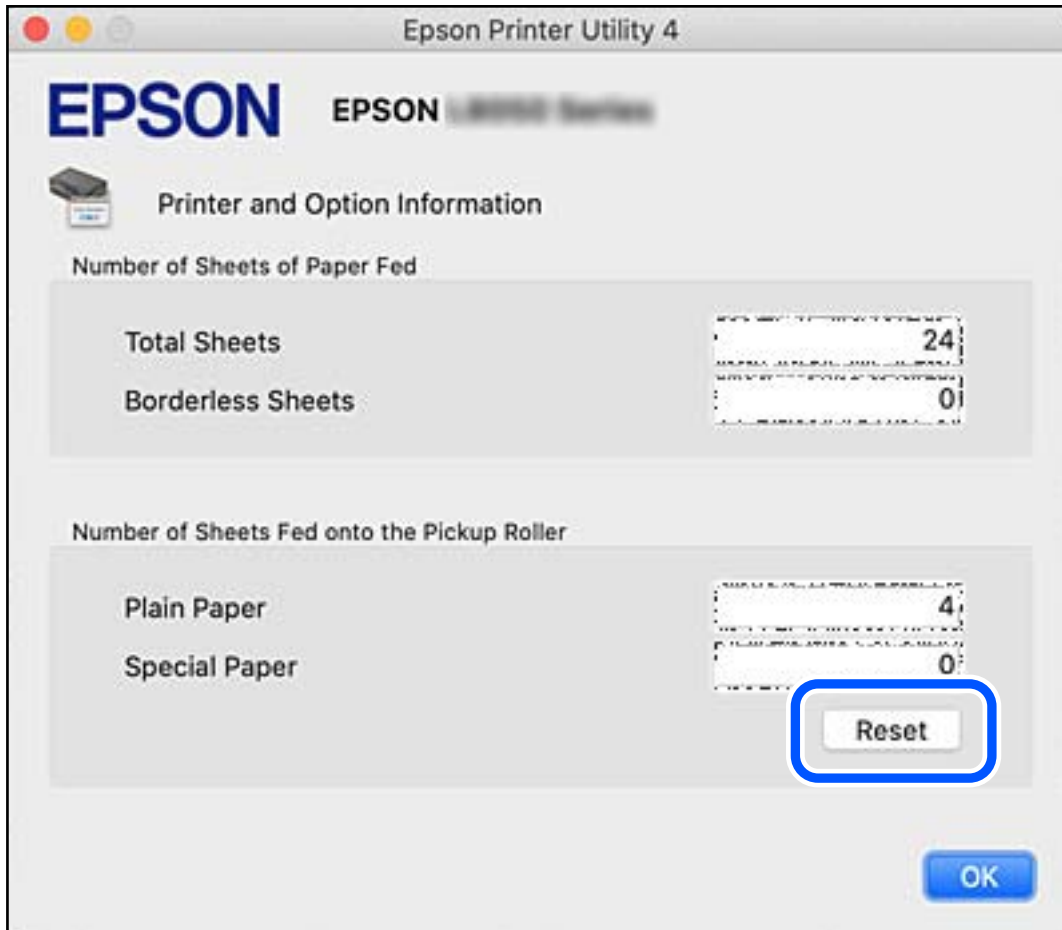 Epson Printer Utility 4
EPSON EPSON
Printer and Option Information
Number of Sheets of Paper Fed
Total Sheets 24
Borderless Sheets 0
Number of Sheets Fed onto the Pickup Roller
Plain Paper 4
Special Paper 0
Reset
OK